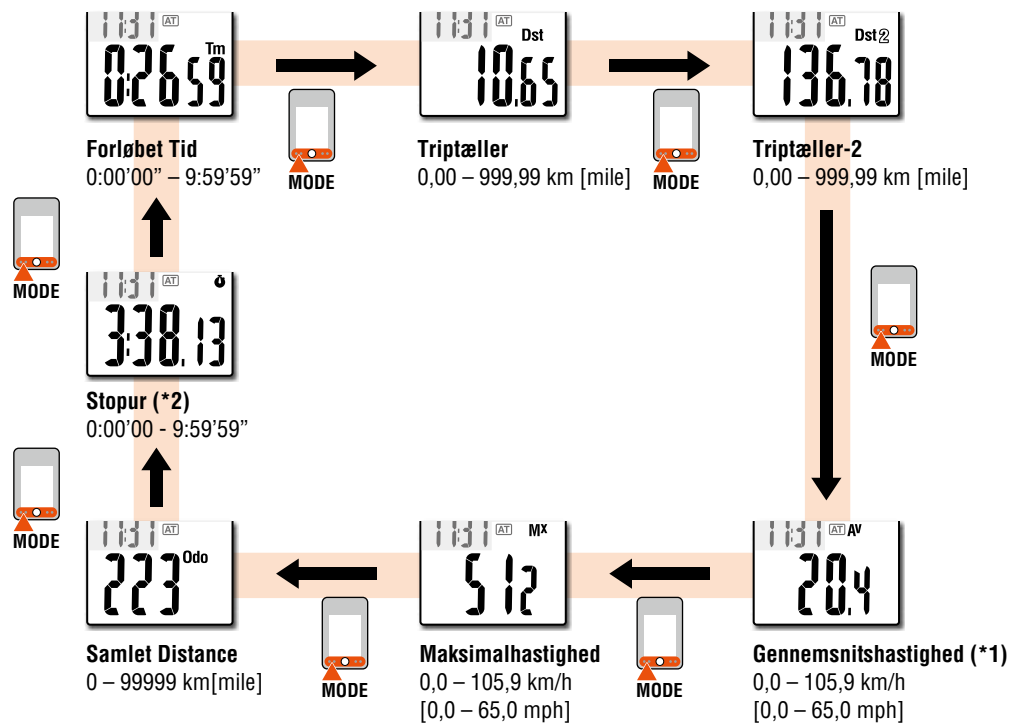 11:31 AT
Tm
0:26 59
Forløbet Tid
0:00’00” – 9:59’59”
MODE
11:31 AT
Dst
10.65
Triptæller
0,00 – 999,99 km [mile]
MODE
11:31 AT
Dst2
136.78
Triptæller-2
0,00 – 999,99 km [mile]
MODE
11:31 AT AV
20.4
Gennemsnitshastighed (*1)
0,0 – 105,9 km/h
[0,0 – 65,0 mph]
MODE
11:31 AT MX
512
Maksimalhastighed
0,0 – 105,9 km/h
[0,0 – 65,0 mph]
MODE
11:31 AT
223 Odo
Samlet Distance
0 – 99999 km[mile]
MODE
11:31 AT
3:38.13
Stopur (*2)
0:00’00 - 9:59’59”
MODE